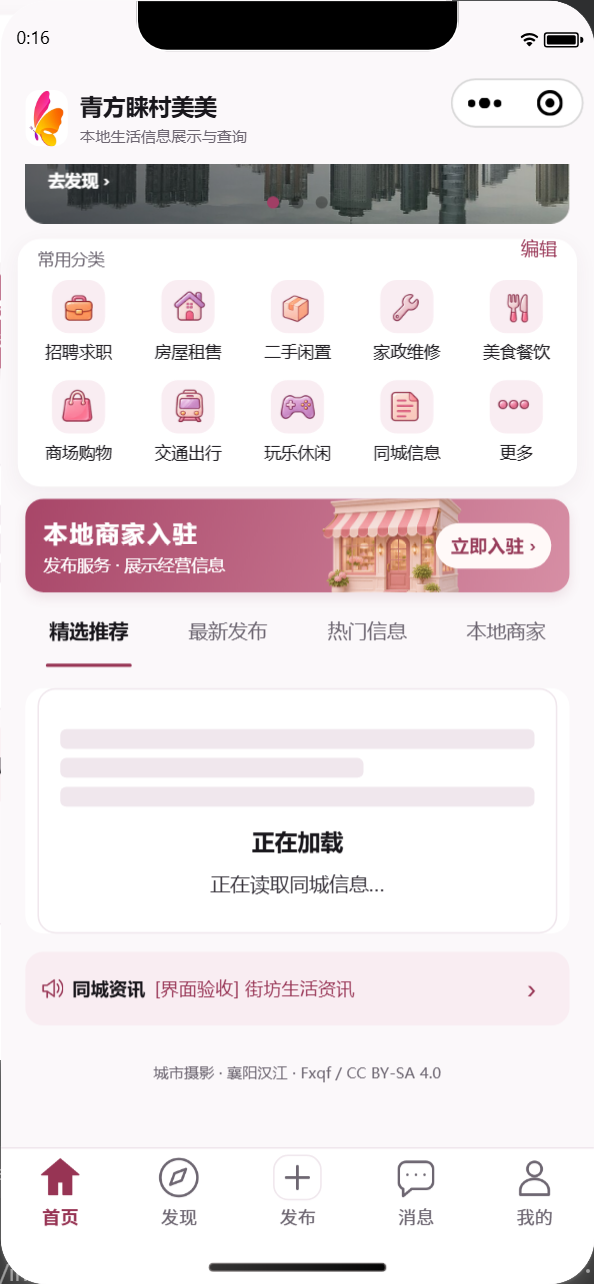 0:16
青方睐村美美
本地生活信息展示与查询
去发现 ›
常用分类
编辑
招聘求职 房屋租售 二手闲置 家政维修 美食餐饮
商场购物 交通出行 玩乐休闲 同城信息 更多
本地商家入驻
发布服务 · 展示经营信息
立即入驻 ›
精选推荐 最新发布 热门信息 本地商家
正在加载
正在读取同城信息...
同城资讯 [界面验收] 街坊生活资讯 ›
城市摄影 · 襄阳汉江 · Fxqf / CC BY-SA 4.0
首页 发现 发布 消息 我的